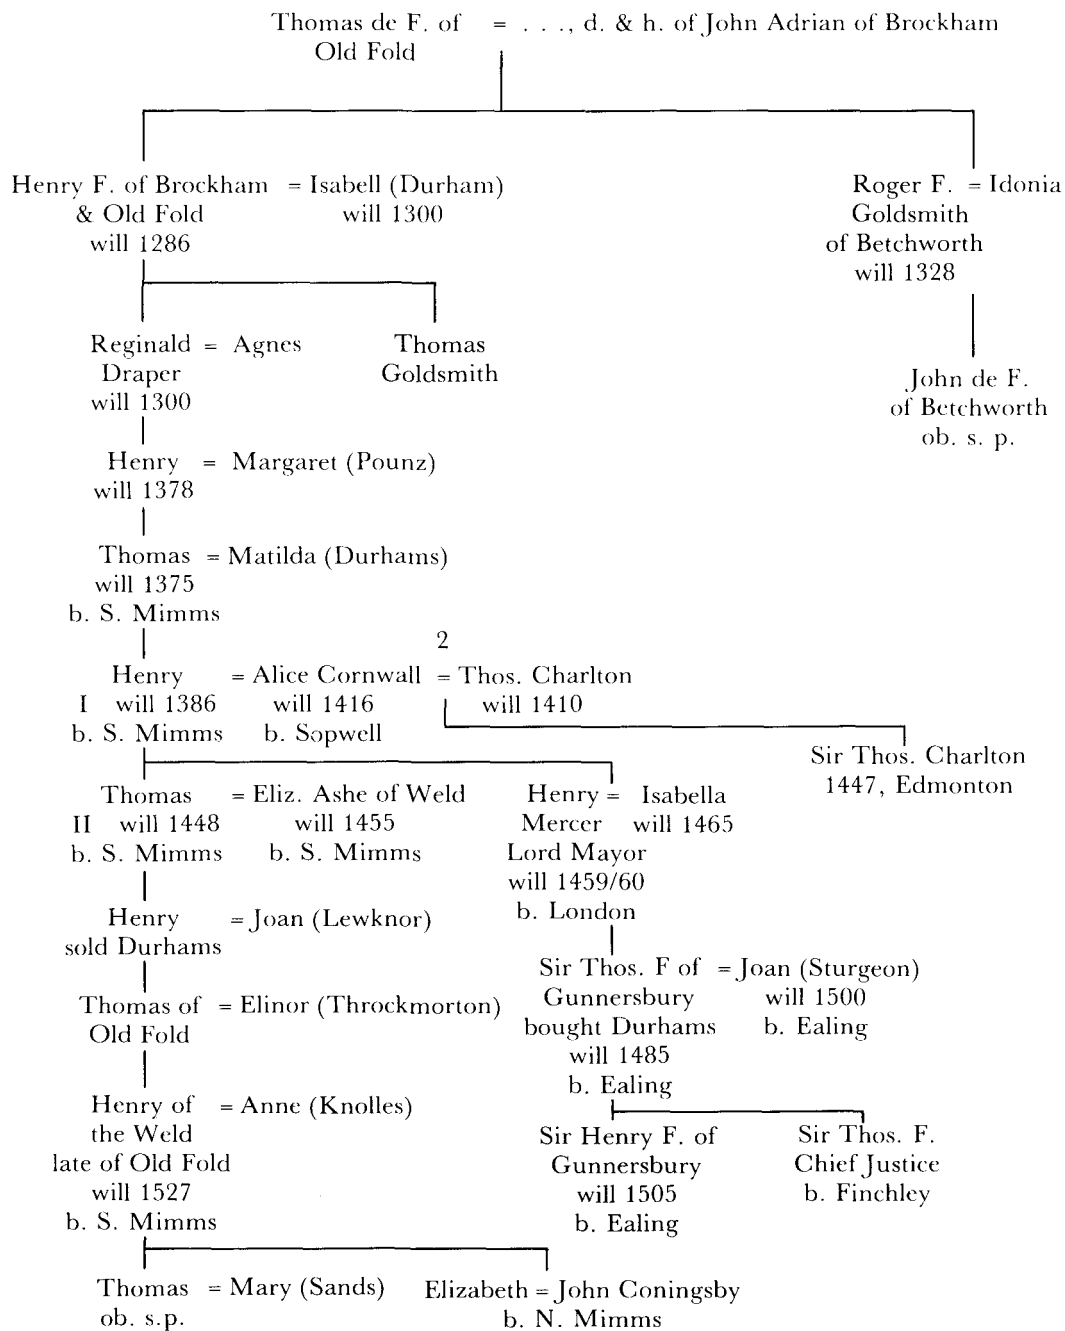 Thomas de F. of = . . ., d. & h. of John Adrian of Brockham
Old Fold
Henry F. of Brockham = Isabell (Durham)
& Old Fold will 1300
will 1286
Roger F. = Idonia
Goldsmith
of Betchworth
will 1328
Reginald = Agnes
Draper
will 1300
Thomas
Goldsmith
John de F.
of Betchworth
ob. s. p.
Henry = Margaret (Pounz)
will 1378
Thomas = Matilda (Durhams)
will 1375
b. S. Mimms
2
Henry = Alice Cornwall = Thos. Charlton
I will 1386 will 1416 will 1410
b. S. Mimms b. Sopwell
Sir Thos. Charlton
1447, Edmonton
Thomas = Eliz. Ashe of Weld
II will 1448 will 1455
b. S. Mimms b. S. Mimms
Henry = Isabella
Mercer will 1465
Lord Mayor
will 1459/60
b. London
Henry = Joan (Lewknor)
sold Durhams
Sir Thos. F of = Joan (Sturgeon)
Gunnersbury will 1500
bought Durhams b. Ealing
will 1485
b. Ealing
Thomas of = Elinor (Throckmorton)
Old Fold
Henry of = Anne (Knolles)
the Weld
late of Old Fold
will 1527
b. S. Mimms
Sir Henry F. of
Gunnersbury
will 1505
b. Ealing
Sir Thos. F.
Chief Justice
b. Finchley
Thomas = Mary (Sands)
ob. s.p.
Elizabeth = John Coningsby
b. N. Mimms